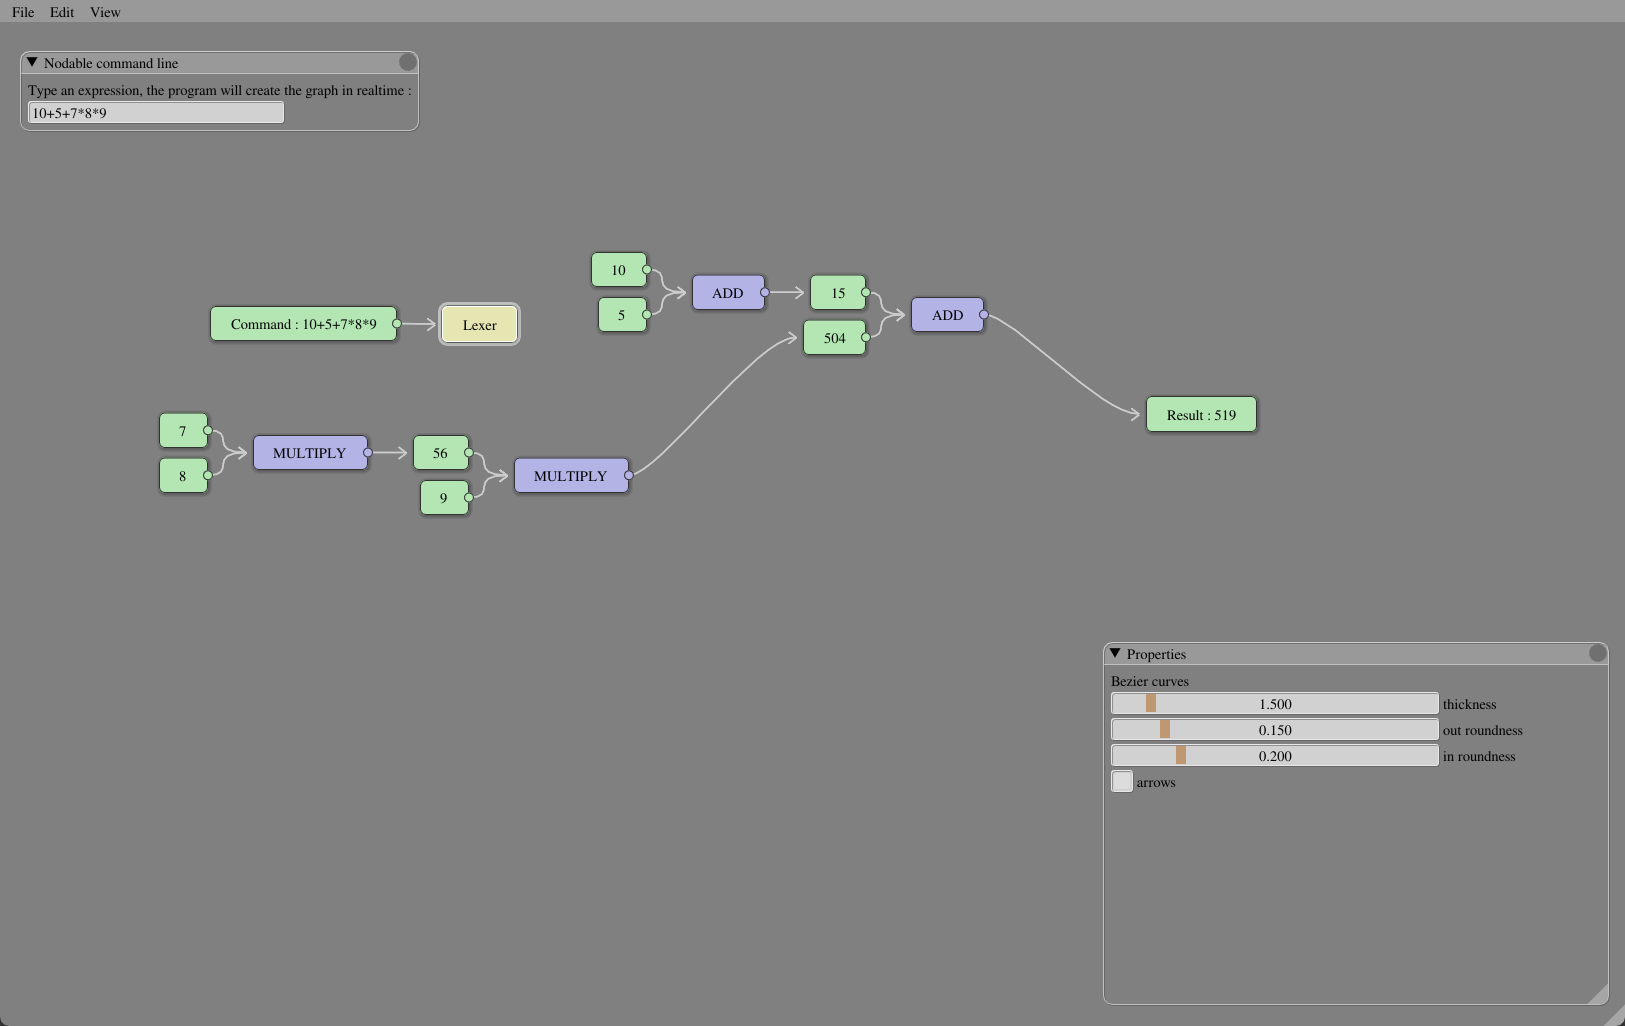 File Edit View
Nodable command line
Type an expression, the program will create the graph in realtime :
10+5+7*8*9
10
5
ADD
15
504
ADD
Command : 10+5+7*8*9
Lexer
Result : 519
7
8
MULTIPLY
56
9
MULTIPLY
Properties
Bezier curves
1.500 thickness
0.150 out roundness
0.200 in roundness
arrows